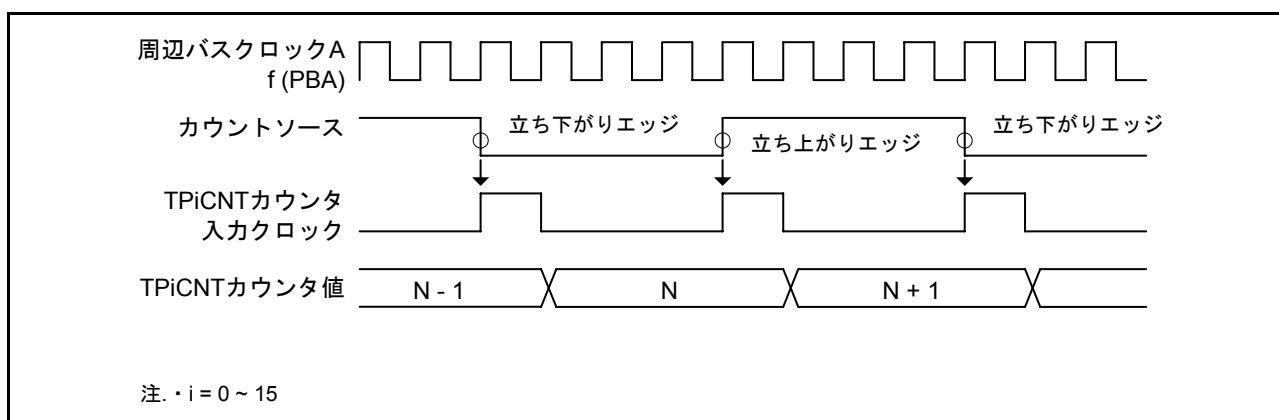 周辺バスクロックA
f (PBA)
カウントソース
立ち下がりエッジ
立ち上がりエッジ
立ち下がりエッジ
TPiCNTカウンタ
入力クロック
TPiCNTカウンタ値
N - 1
N
N + 1
注. ・i = 0 ~ 15